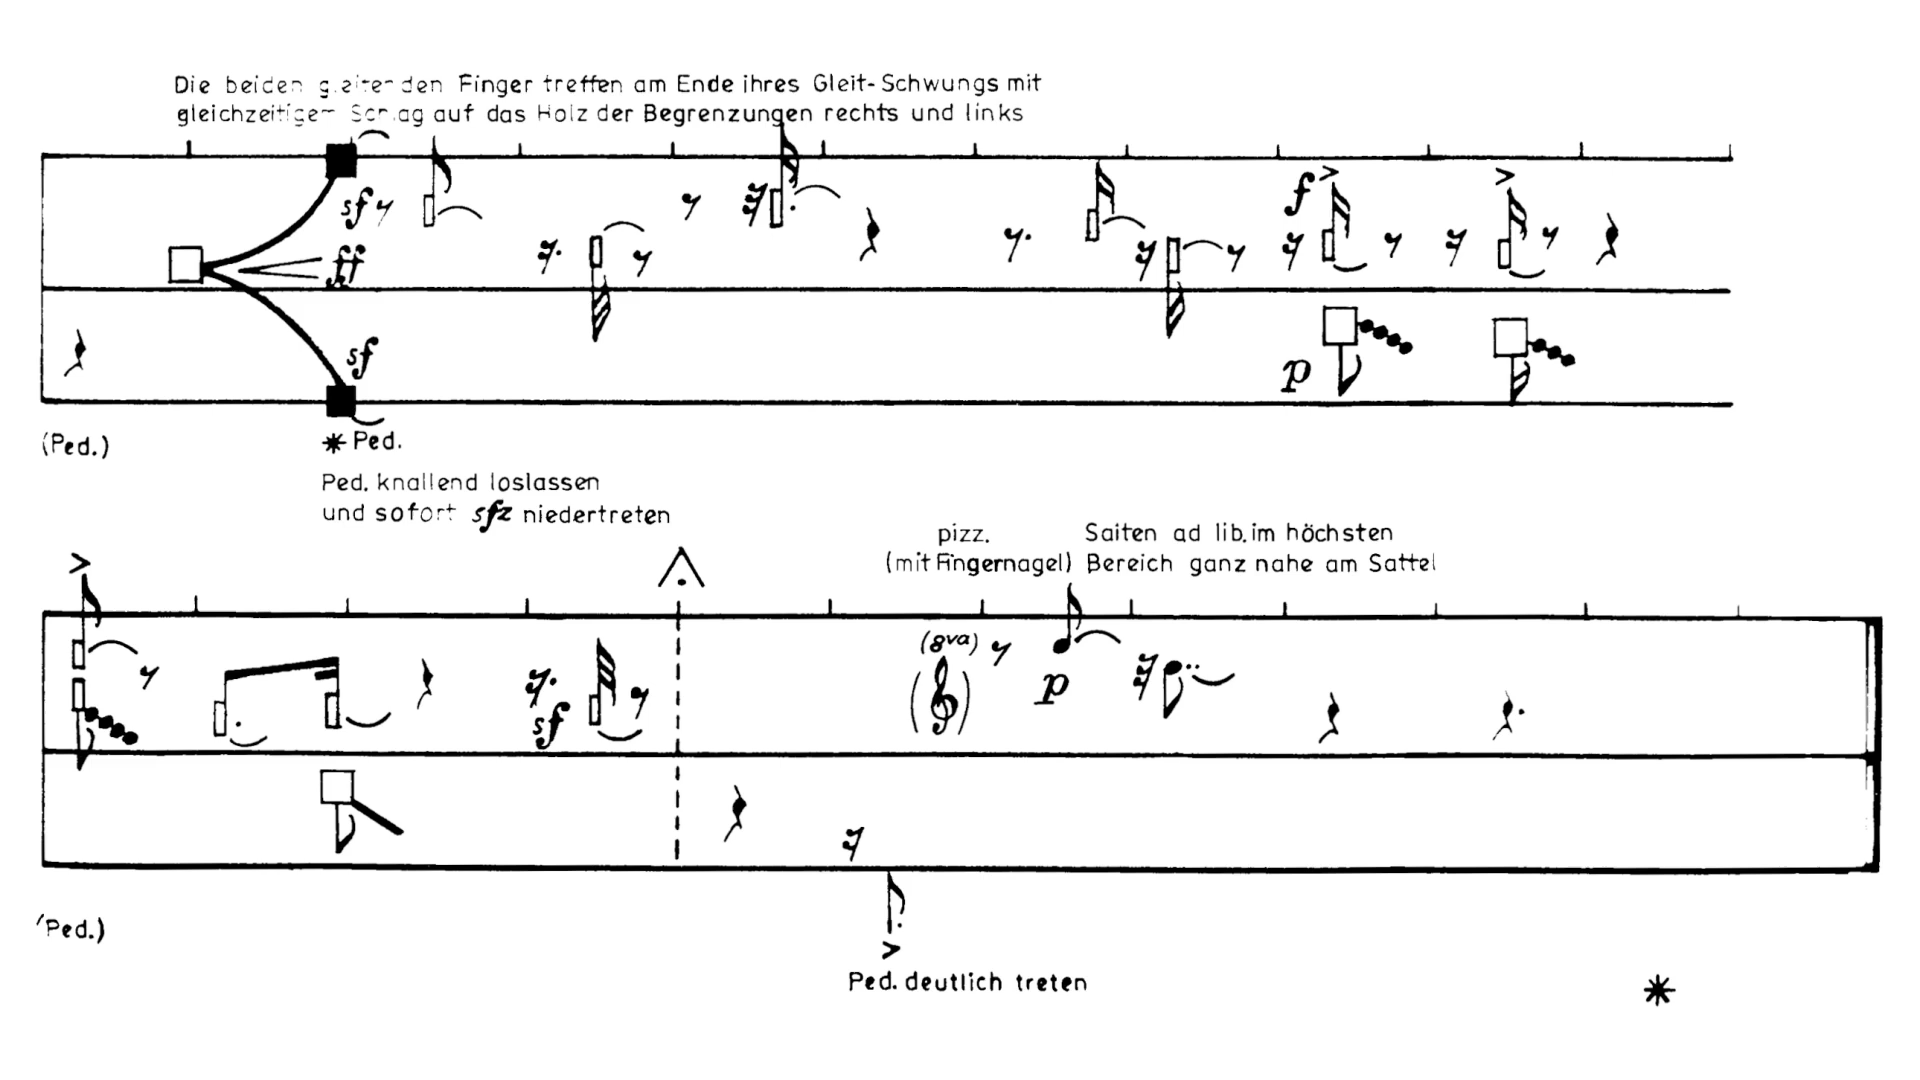 Die beiden gleitenden Finger treffen am Ende ihres Gleit-Schwungs mit
gleichzeitigem Schlag auf das Holz der Begrenzungen rechts und links
sf
ff
f
sf
p
(Ped.)
* Ped.
Ped. knallend loslassen
und sofort sfz niedertreten
pizz.
(mit Fingernagel)
Saiten ad lib. im höchsten
Bereich ganz nahe am Sattel
(8va)
p
sf
(Ped.)
Ped. deutlich treten
*